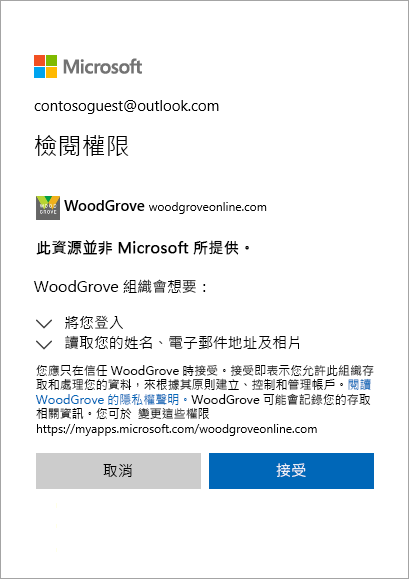 Microsoft
contosoguest@outlook.com
檢閱權限
WOOD
GROVE
WoodGrove woodgroveonline.com
此資源並非 Microsoft 所提供。
WoodGrove 組織會想要：
將您登入
讀取您的姓名、電子郵件地址及相片
您應只在信任 WoodGrove 時接受。接受即表示您允許此組織存
取和處理您的資料，來根據其原則建立、控制和管理帳戶。閱讀
WoodGrove 的隱私權聲明。WoodGrove 可能會記錄您的存取
相關資訊。您可於 變更這些權限
https://myapps.microsoft.com/woodgroveonline.com
取消
接受